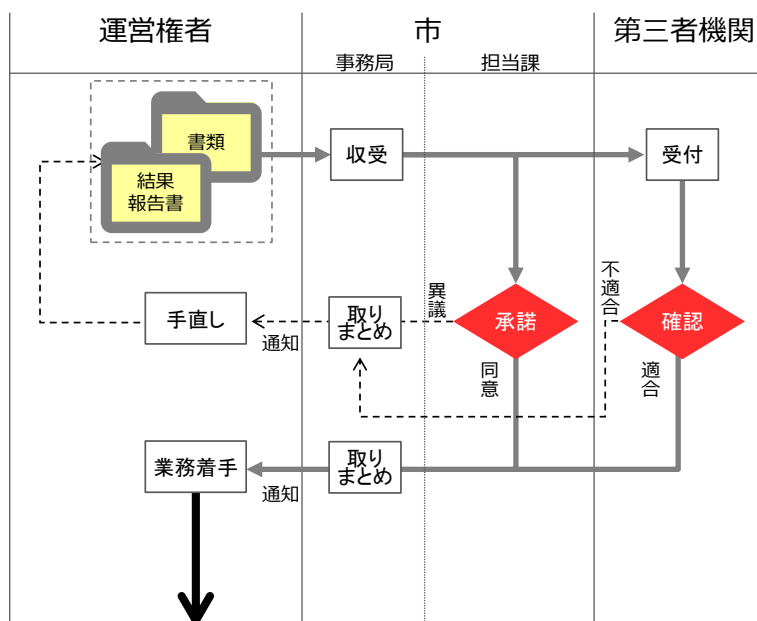 運営権者
市
第三者機関
事務局
担当課
書類
結果
報告書
収受
受付
手直し
通知
取り
まとめ
異議
承諾
不適合
確認
同意
適合
業務着手
通知
取り
まとめ